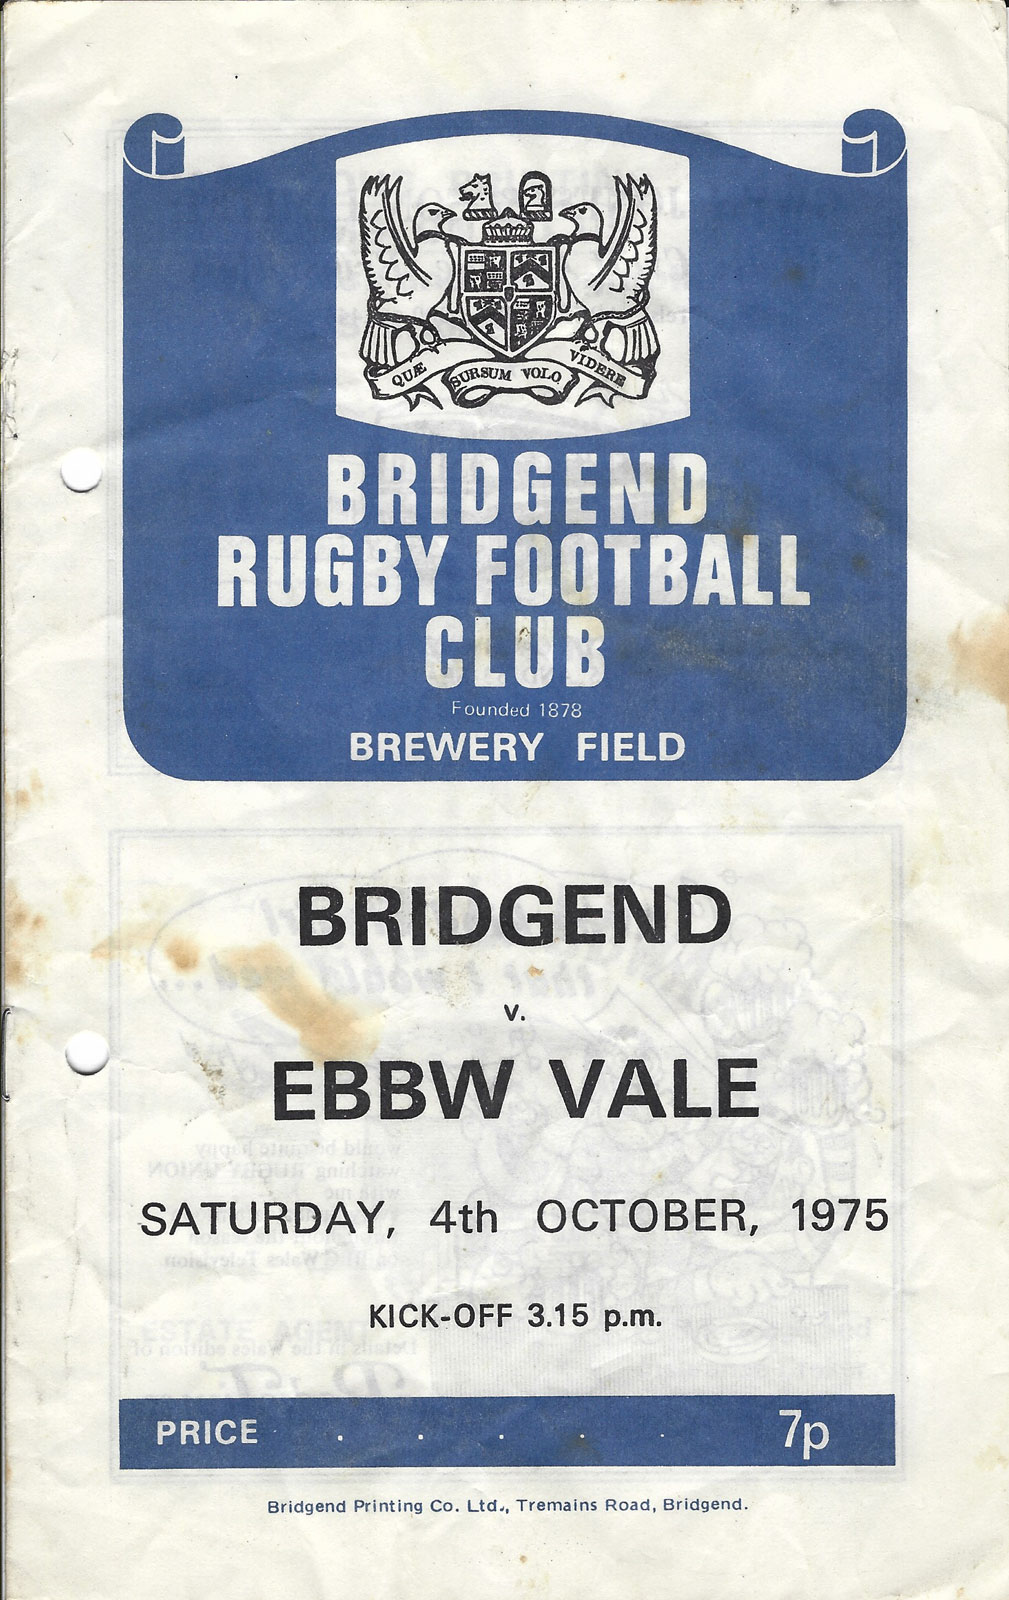 QUÆ SURSUM VOLO VIDERE
BRIDGEND
RUGBY FOOTBALL
CLUB
Founded 1878
BREWERY FIELD
BRIDGEND
v.
EBBW VALE
SATURDAY, 4th OCTOBER, 1975
KICK-OFF 3.15 p.m.
PRICE . . . . . 7p
Bridgend Printing Co. Ltd., Tremains Road, Bridgend.